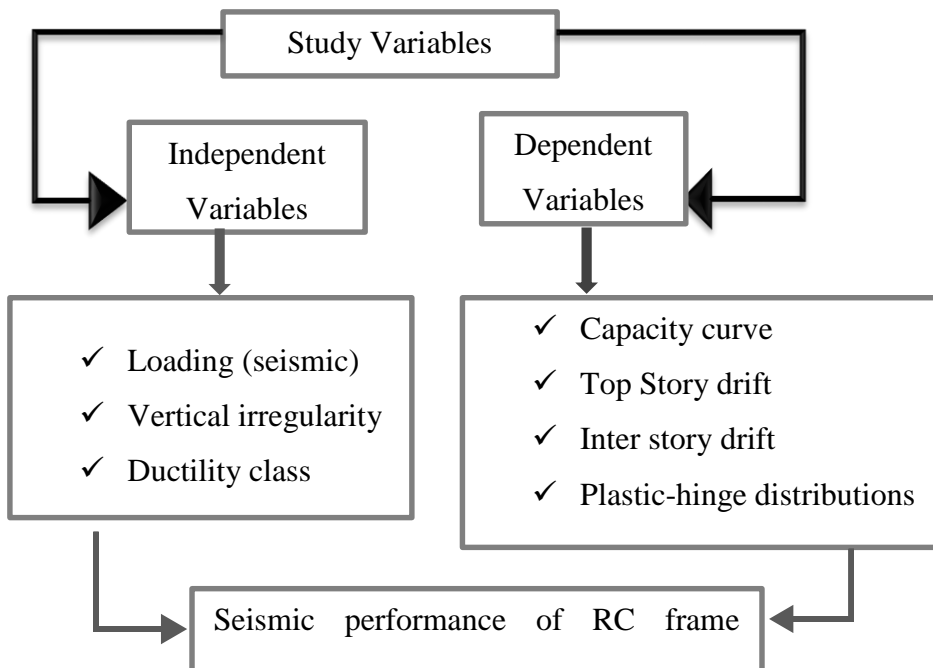 Study Variables
Independent
Variables
Dependent
Variables
✓ Loading (seismic)
✓ Vertical irregularity
✓ Ductility class
✓ Capacity curve
✓ Top Story drift
✓ Inter story drift
✓ Plastic-hinge distributions
Seismic performance of RC frame